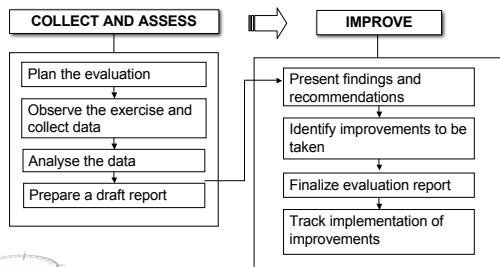 COLLECT AND ASSESS
Plan the evaluation
Observe the exercise and
collect data
Analyse the data
Prepare a draft report
IMPROVE
Present findings and
recommendations
Identify improvements to be
taken
Finalize evaluation report
Track implementation of
improvements